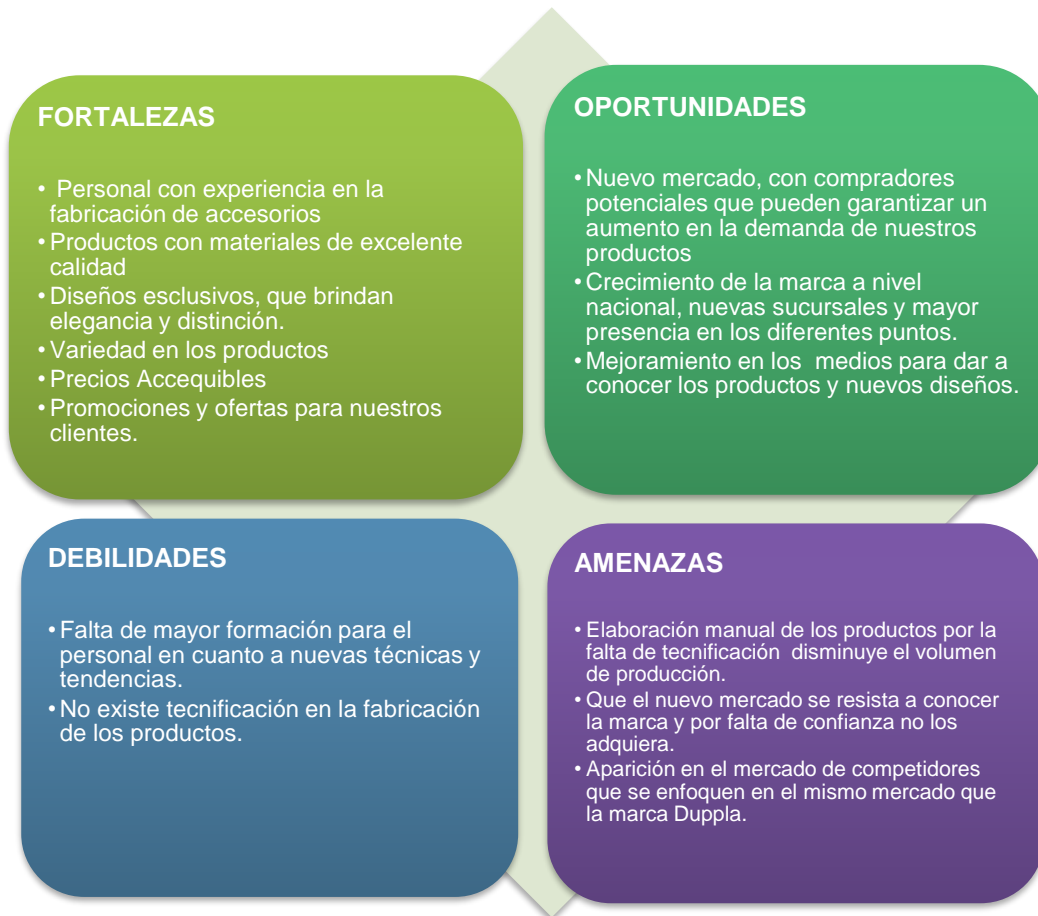 FORTALEZAS
• Personal con experiencia en la
fabricación de accesorios
• Productos con materiales de excelente
calidad
• Diseños esclusivos, que brindan
elegancia y distinción.
• Variedad en los productos
• Precios Accequibles
• Promociones y ofertas para nuestros
clientes.
OPORTUNIDADES
• Nuevo mercado, con compradores
potenciales que pueden garantizar un
aumento en la demanda de nuestros
productos
• Crecimiento de la marca a nivel
nacional, nuevas sucursales y mayor
presencia en los diferentes puntos.
• Mejoramiento en los medios para dar a
conocer los productos y nuevos diseños.
DEBILIDADES
• Falta de mayor formación para el
personal en cuanto a nuevas técnicas y
tendencias.
• No existe tecnificación en la fabricación
de los productos.
AMENAZAS
• Elaboración manual de los productos por la
falta de tecnificación disminuye el volumen
de producción.
• Que el nuevo mercado se resista a conocer
la marca y por falta de confianza no los
adquiera.
• Aparición en el mercado de competidores
que se enfoquen en el mismo mercado que
la marca Duppla.